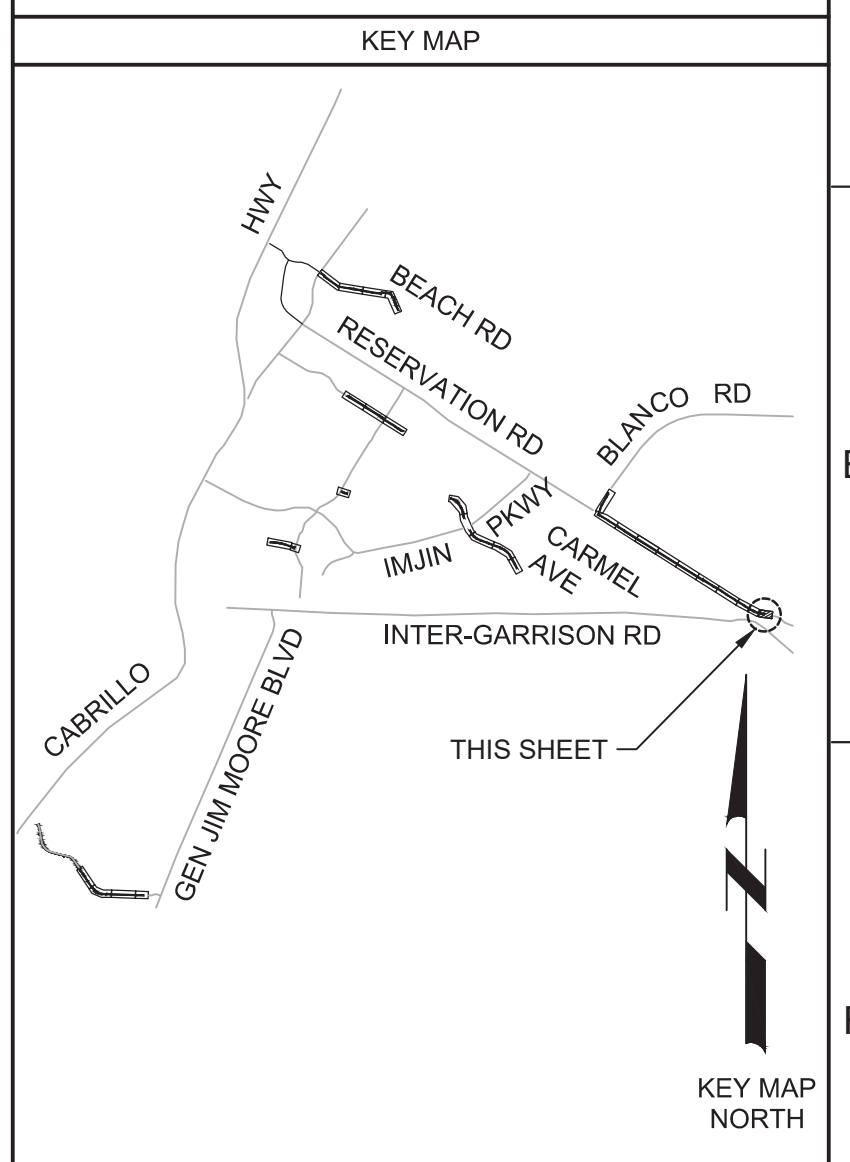 KEY MAP
HWY
BEACH RD
RESERVATION RD
BLANCO RD
PKWY
CARMEL
AVE
IMJIN
INTER-GARRISON RD
CABRILLO
GEN JIM MOORE BLVD
THIS SHEET
N
KEY MAP
NORTH